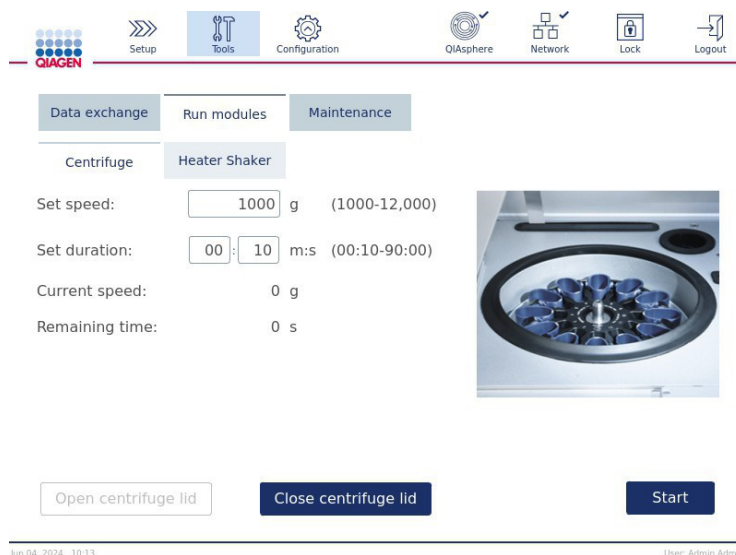 QIAGEN
Setup
Tools
Configuration
QIAsphere
Network
Lock
Logout
Data exchange
Run modules
Maintenance
Centrifuge
Heater Shaker
Set speed: 1000 g (1000-12,000)
Set duration: 00 : 10 m:s (00:10-90:00)
Current speed: 0 g
Remaining time: 0 s
Open centrifuge lid
Close centrifuge lid
Start
Jun 04, 2024 10:13
User: Admin Adm